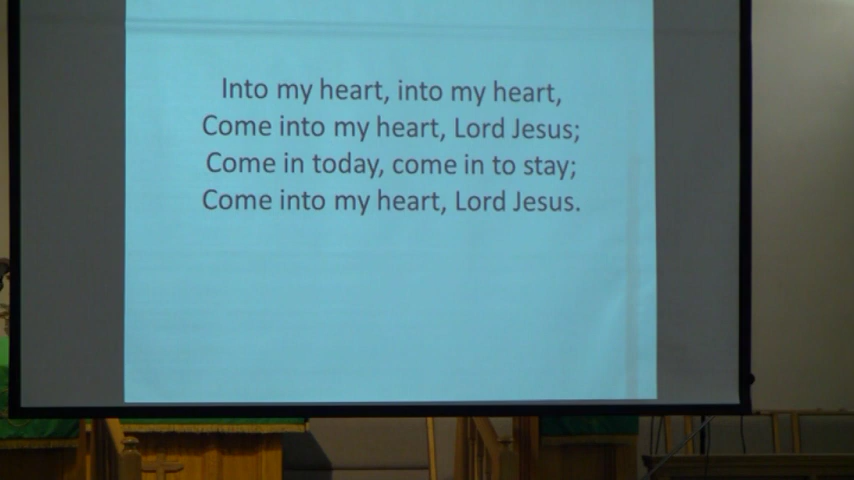 Into my heart, into my heart,
Come into my heart, Lord Jesus;
Come in today, come in to stay;
Come into my heart, Lord Jesus.